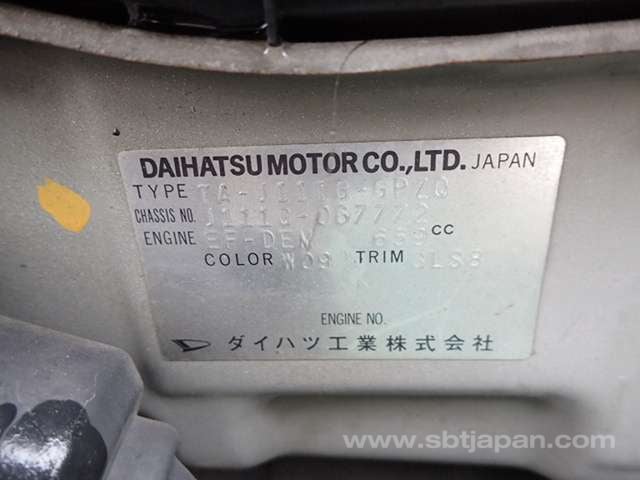 DAIHATSU MOTOR CO.,LTD. JAPAN
TYPE TA-J111G-GPZQ
CHASSIS NO. J111G-067722
ENGINE EF-DEM 659 cc
COLOR W09 TRIM
ENGINE NO.
ダイハツ工業株式会社
www.sbtjapan.com